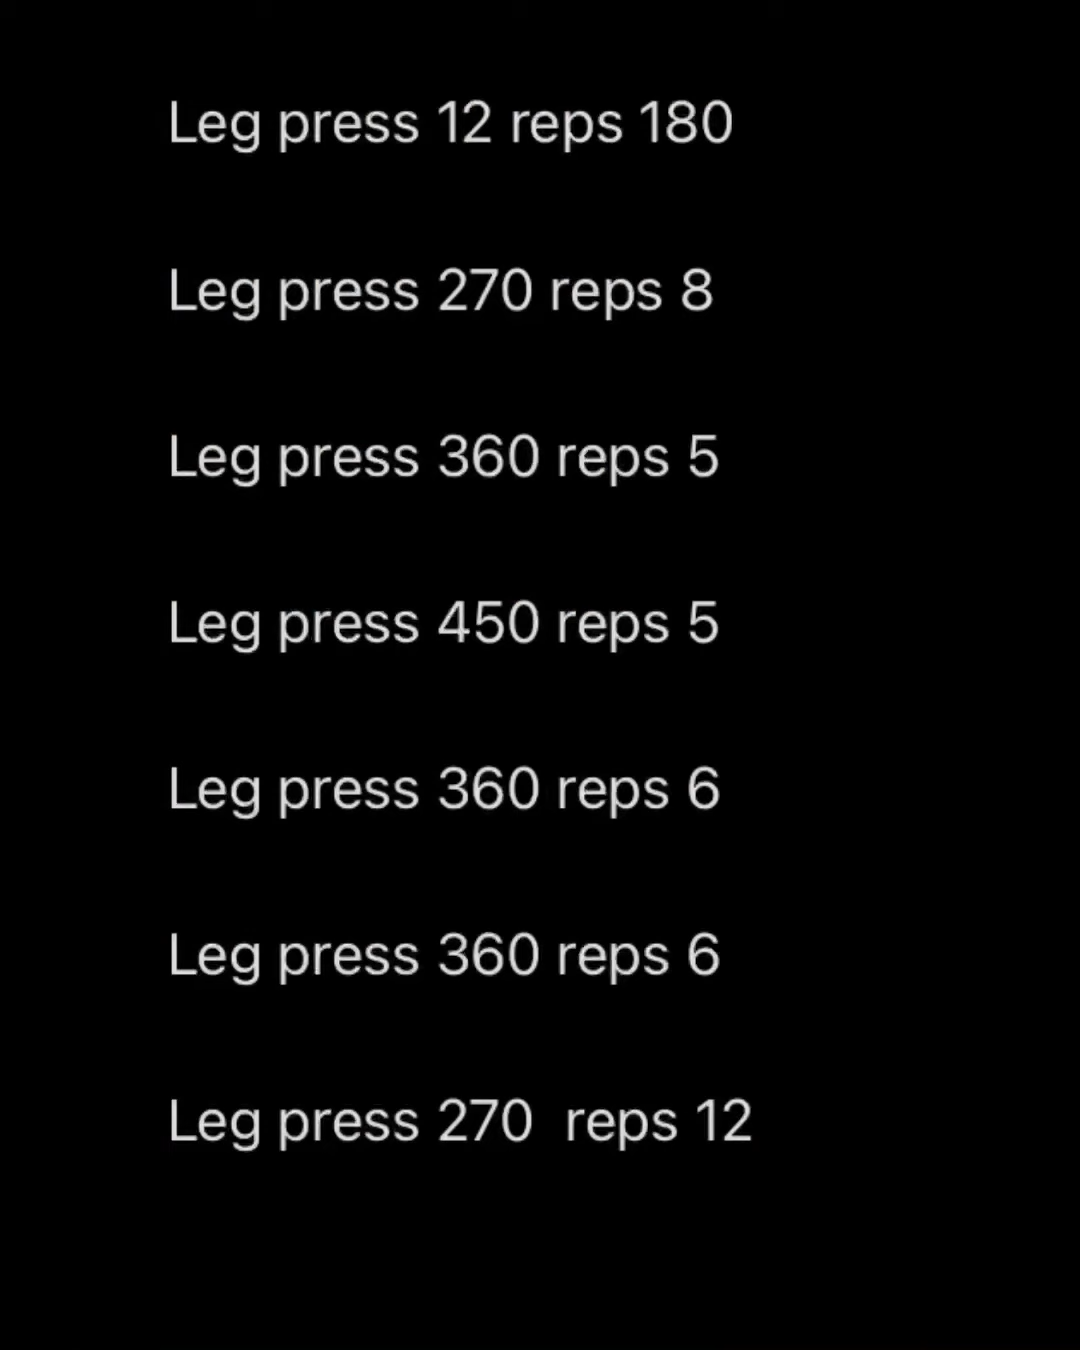 Leg press 12 reps 180
Leg press 270 reps 8
Leg press 360 reps 5
Leg press 450 reps 5
Leg press 360 reps 6
Leg press 360 reps 6
Leg press 270  reps 12